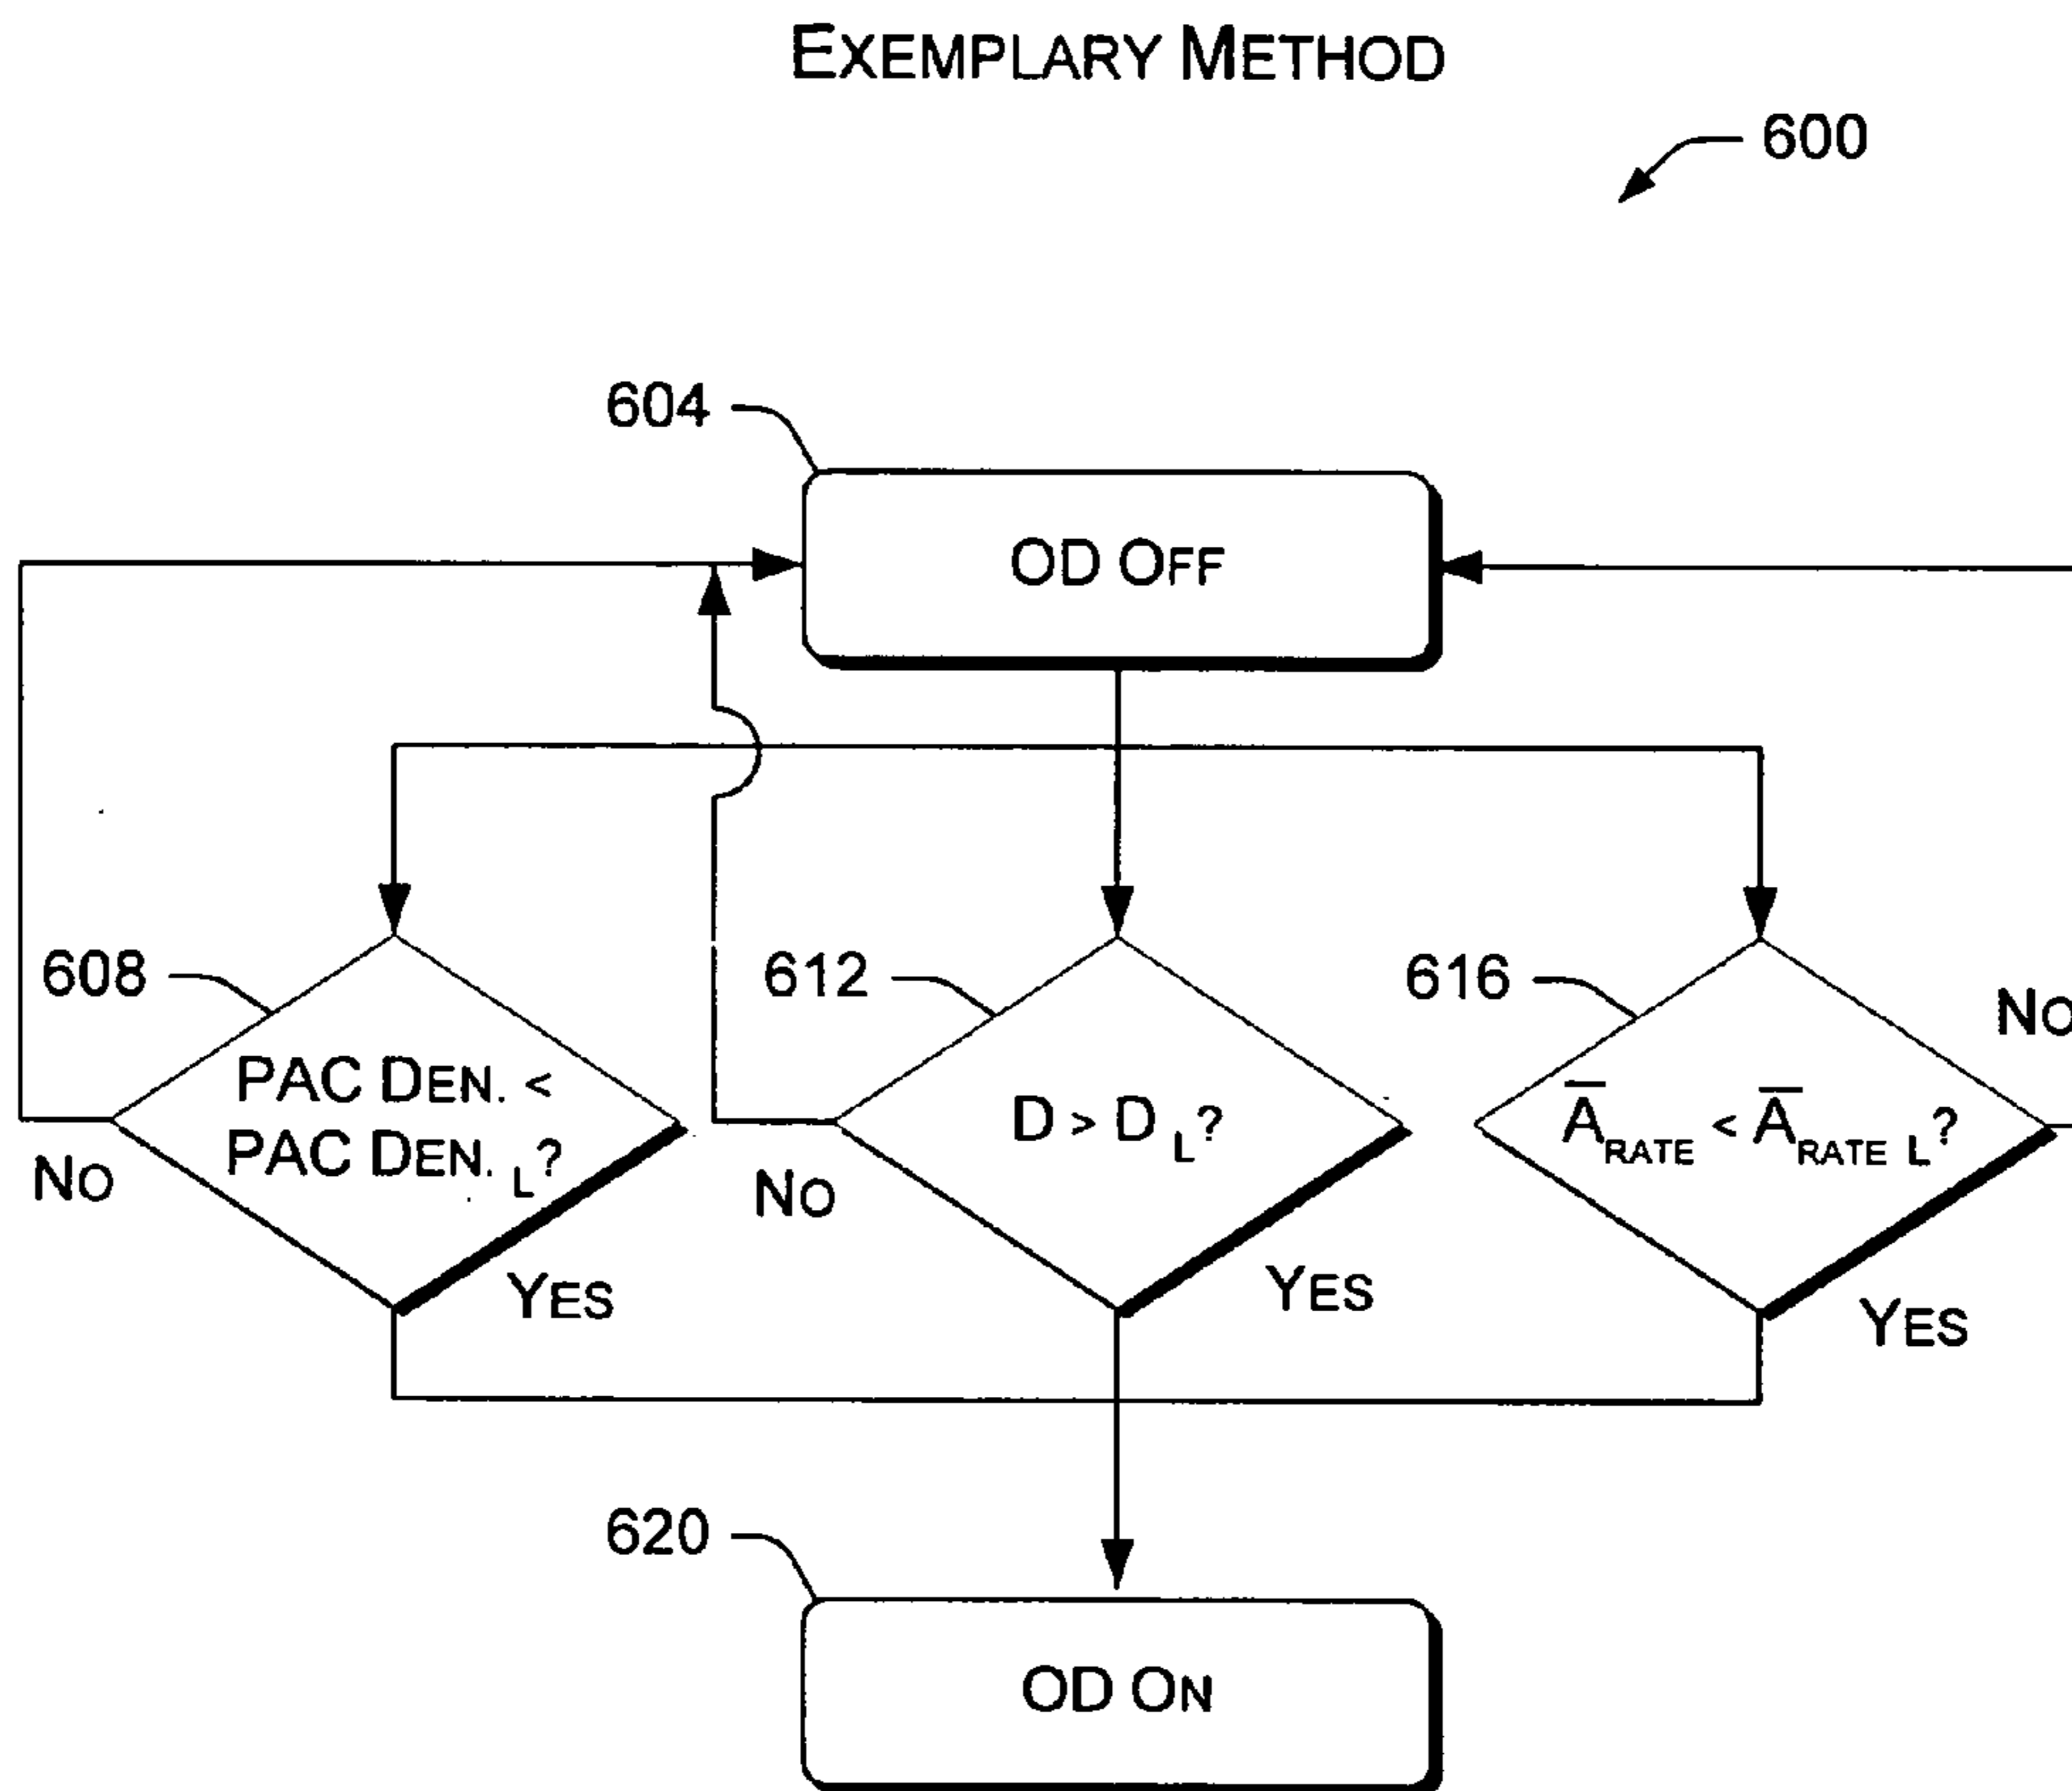 EXEMPLARY METHOD
600
604
OD OFF
608
612
616
NO
PAC DEN. <
PAC DEN. L?
D > D L?
A̅RATE < A̅RATE L?
NO
NO
YES
YES
YES
620
OD ON